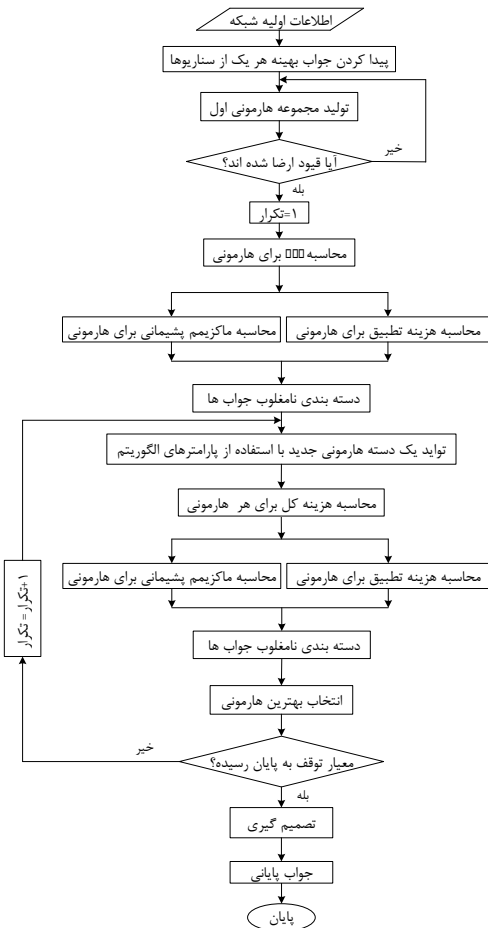 اطلاعات اولیه شبکه
پیدا کردن جواب بهینه هر یک از سناریوها
تولید مجموعه هارمونی اول
آیا قیود ارضا شده اند؟
خیر
بله
تکرار=۱
محاسبه □□□ برای هارمونی
محاسبه هزینه تطبیق برای هارمونی
محاسبه ماکزیمم پشیمانی برای هارمونی
دسته بندی نامغلوب جواب ها
تواید یک دسته هارمونی جدید با استفاده از پارامترهای الگوریتم
محاسبه هزینه کل برای هر هارمونی
محاسبه هزینه تطبیق برای هارمونی
محاسبه ماکزیمم پشیمانی برای هارمونی
تکرار = تکرار+۱
دسته بندی نامغلوب جواب ها
انتخاب بهترین هارمونی
معیار توقف به پایان رسیده؟
خیر
بله
تصمیم گیری
جواب پایانی
پایان